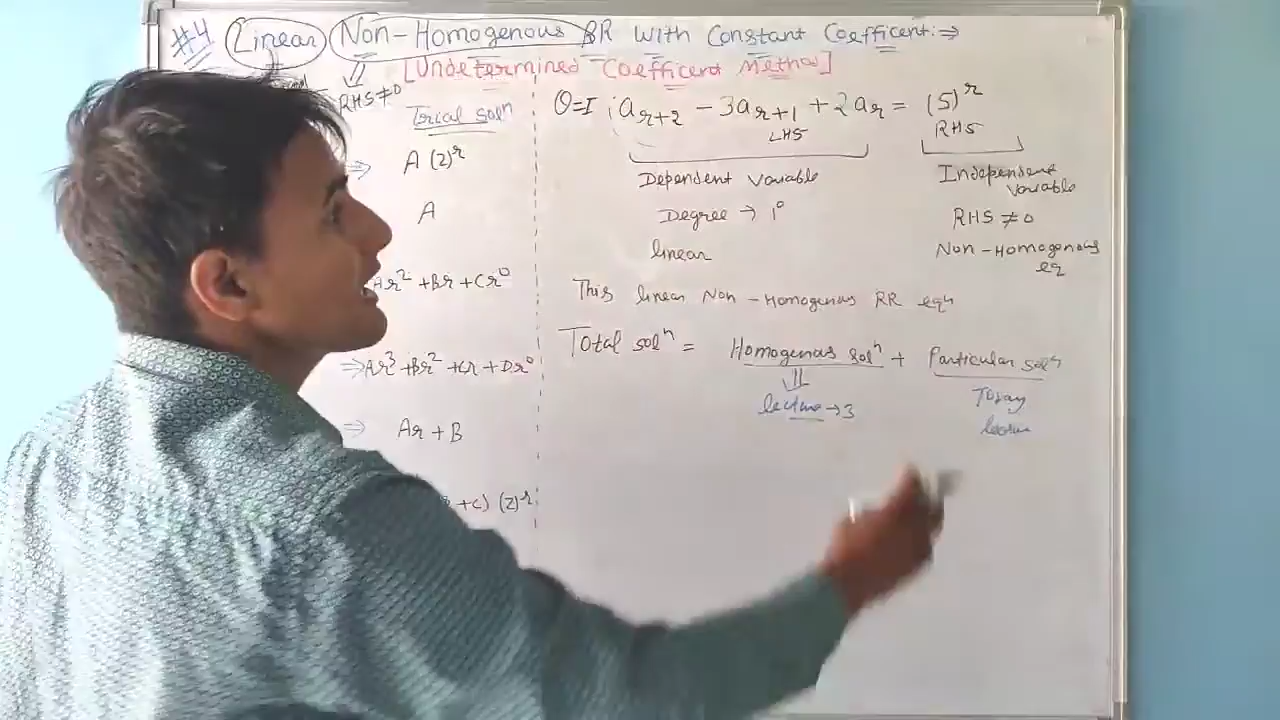 #4 Linear Non-Homogenous RR with Constant Coefficent:⇒
[Undetermined Coefficent Method]
RHS ≠ 0
Trial solⁿ
⇒ A (2)^r
A
Ar² + Br + Cr⁰
⇒ Ar³ + Br² + Cr + Dr⁰
⇒ Ar + B
+C) (2)^r
Q=I : a_{r+2} - 3a_{r+1} + 2a_r = (5)^r
LHS RHS
Dependent Variable
Degree → 1⁰
linear
Independent Variable
RHS ≠ 0
Non-Homogenous
eq
This linear Non-Homogenous RR eqⁿ
Total solⁿ = Homogenous solⁿ + Particular solⁿ
lecture → 3
Today